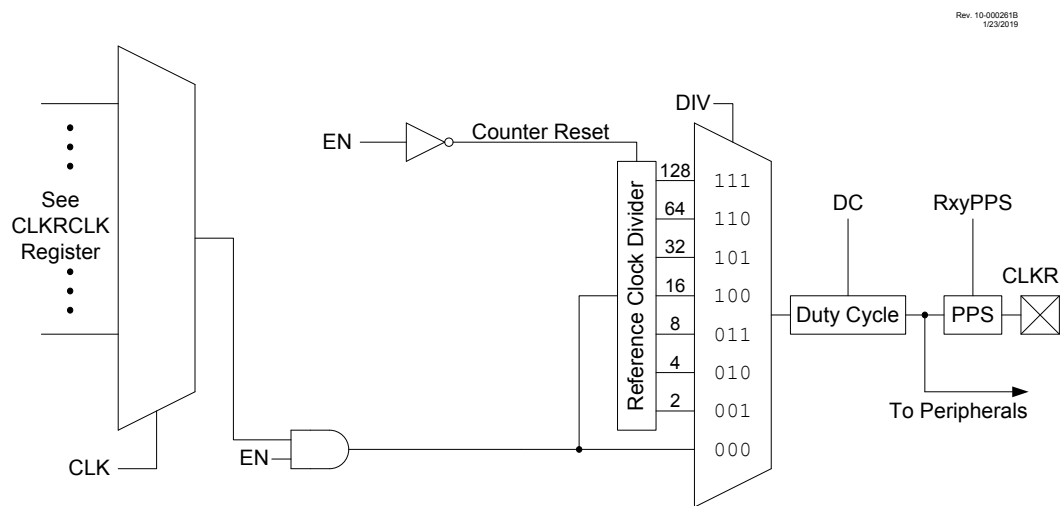 Rev. 10-000261B
1/23/2019
DIV
EN
Counter Reset
See
CLKRCLK
Register
Reference Clock Divider
128
111
64
110
32
101
16
100
8
011
4
010
2
001
000
DC
RxyPPS
CLKR
Duty Cycle
PPS
To Peripherals
CLK
EN